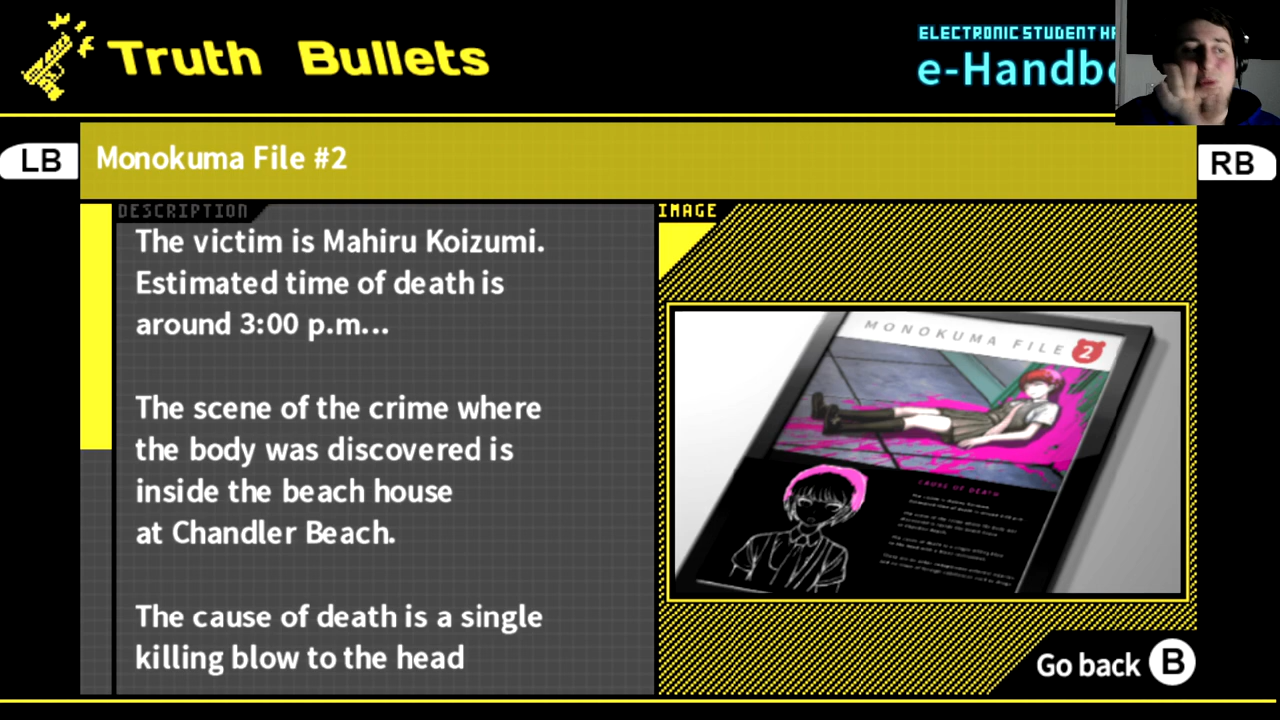 Truth Bullets
ELECTRONIC STUDENT
e-Handbo
LB
Monokuma File #2
RB
DESCRIPTION
IMAGE
The victim is Mahiru Koizumi.
Estimated time of death is
around 3:00 p.m...
The scene of the crime where
the body was discovered is
inside the beach house
at Chandler Beach.
The cause of death is a single
killing blow to the head
MONOKUMA FILE 2
CAUSE OF DEATH
Go back B